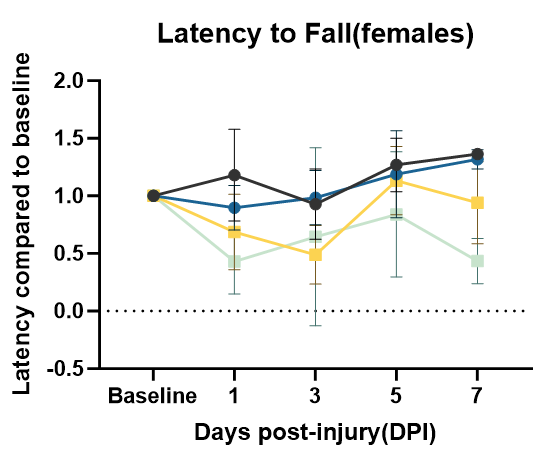 Latency to Fall(females)
Latency compared to baseline
2.0
1.5
1.0
0.5
0.0
-0.5
Baseline 1 3 5 7
Days post-injury(DPI)